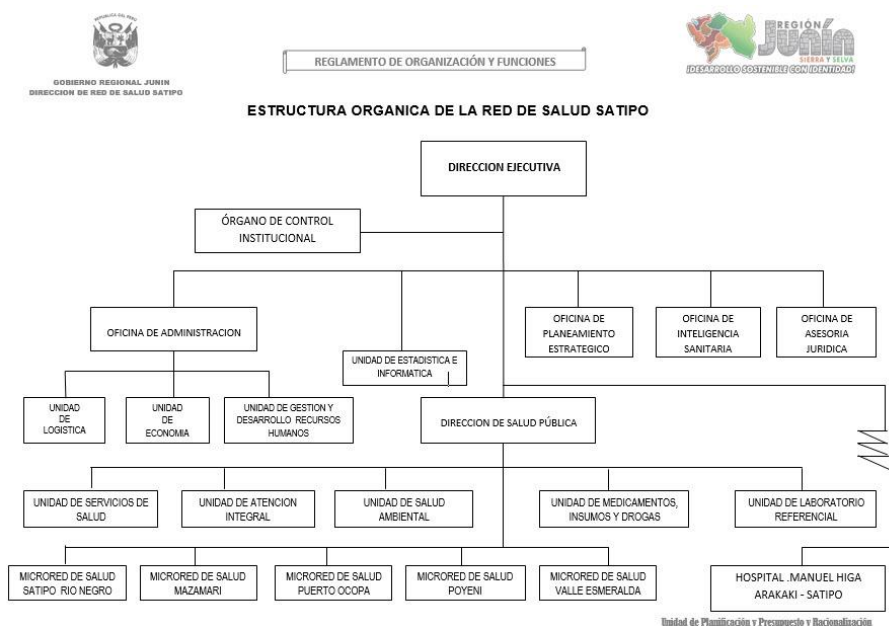 REPUBLICA DEL PERU
GOBIERNO REGIONAL JUNIN
DIRECCION DE RED DE SALUD SATIPO
REGLAMENTO DE ORGANIZACIÓN Y FUNCIONES
REGIÓN
Junín
SIERRA Y SELVA
¡DESARROLLO SOSTENIBLE CON IDENTIDAD!
ESTRUCTURA ORGANICA DE LA RED DE SALUD SATIPO
DIRECCION EJECUTIVA
ÓRGANO DE CONTROL
INSTITUCIONAL
OFICINA DE ADMINISTRACION
UNIDAD DE ESTADISTICA E
INFORMATICA
OFICINA DE
PLANEAMIENTO
ESTRATEGICO
OFICINA DE
INTELIGENCIA
SANITARIA
OFICINA DE
ASESORIA
JURIDICA
UNIDAD
DE
LOGISTICA
UNIDAD
DE
ECONOMIA
UNIDAD DE GESTION Y
DESARROLLO RECURSOS
HUMANOS
DIRECCION DE SALUD PÚBLICA
UNIDAD DE SERVICIOS DE
SALUD
UNIDAD DE ATENCION
INTEGRAL
UNIDAD DE SALUD
AMBIENTAL
UNIDAD DE MEDICAMENTOS,
INSUMOS Y DROGAS
UNIDAD DE LABORATORIO
REFERENCIAL
MICRORED DE SALUD
SATIPO RIO NEGRO
MICRORED DE SALUD
MAZAMARI
MICRORED DE SALUD
PUERTO OCOPA
MICRORED DE SALUD
POYENI
MICRORED DE SALUD
VALLE ESMERALDA
HOSPITAL .MANUEL HIGA
ARAKAKI - SATIPO
Unidad de Planificación y Presupuesto y Racionalización